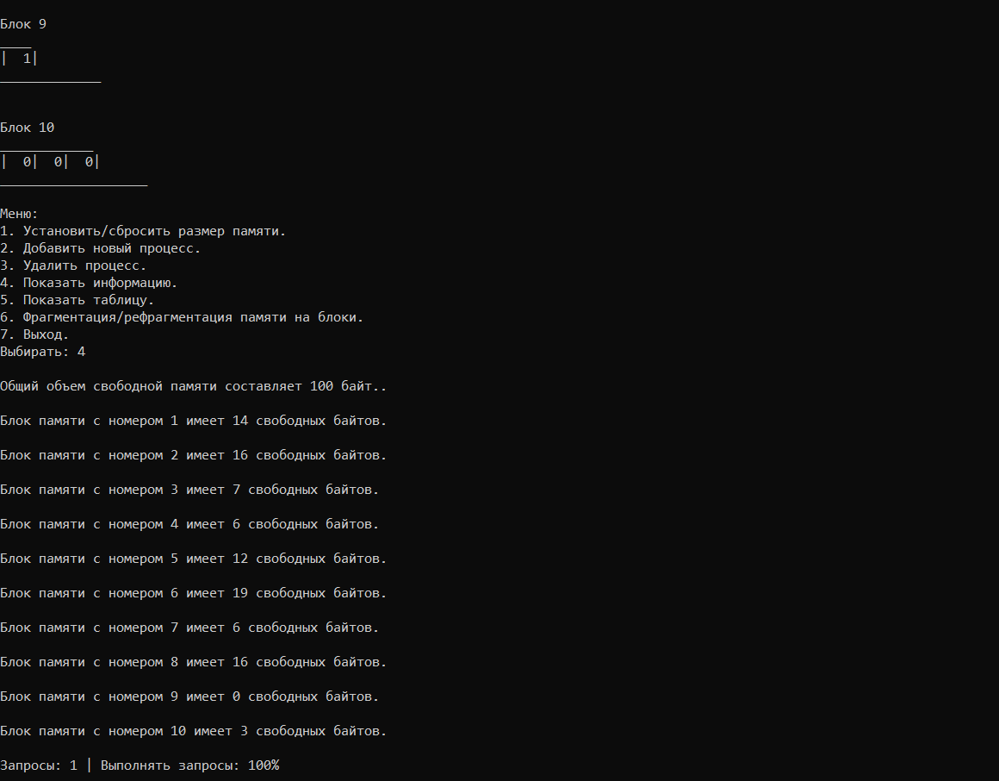 Блок 9
____
|  1|
_____________
Блок 10
____________
|  0|  0|  0|
___________________
Меню:
1. Установить/сбросить размер памяти.
2. Добавить новый процесс.
3. Удалить процесс.
4. Показать информацию.
5. Показать таблицу.
6. Фрагментация/рефрагментация памяти на блоки.
7. Выход.
Выбирать: 4
Общий объем свободной памяти составляет 100 байт..
Блок памяти с номером 1 имеет 14 свободных байтов.
Блок памяти с номером 2 имеет 16 свободных байтов.
Блок памяти с номером 3 имеет 7 свободных байтов.
Блок памяти с номером 4 имеет 6 свободных байтов.
Блок памяти с номером 5 имеет 12 свободных байтов.
Блок памяти с номером 6 имеет 19 свободных байтов.
Блок памяти с номером 7 имеет 6 свободных байтов.
Блок памяти с номером 8 имеет 16 свободных байтов.
Блок памяти с номером 9 имеет 0 свободных байтов.
Блок памяти с номером 10 имеет 3 свободных байтов.
Запросы: 1 | Выполнять запросы: 100%